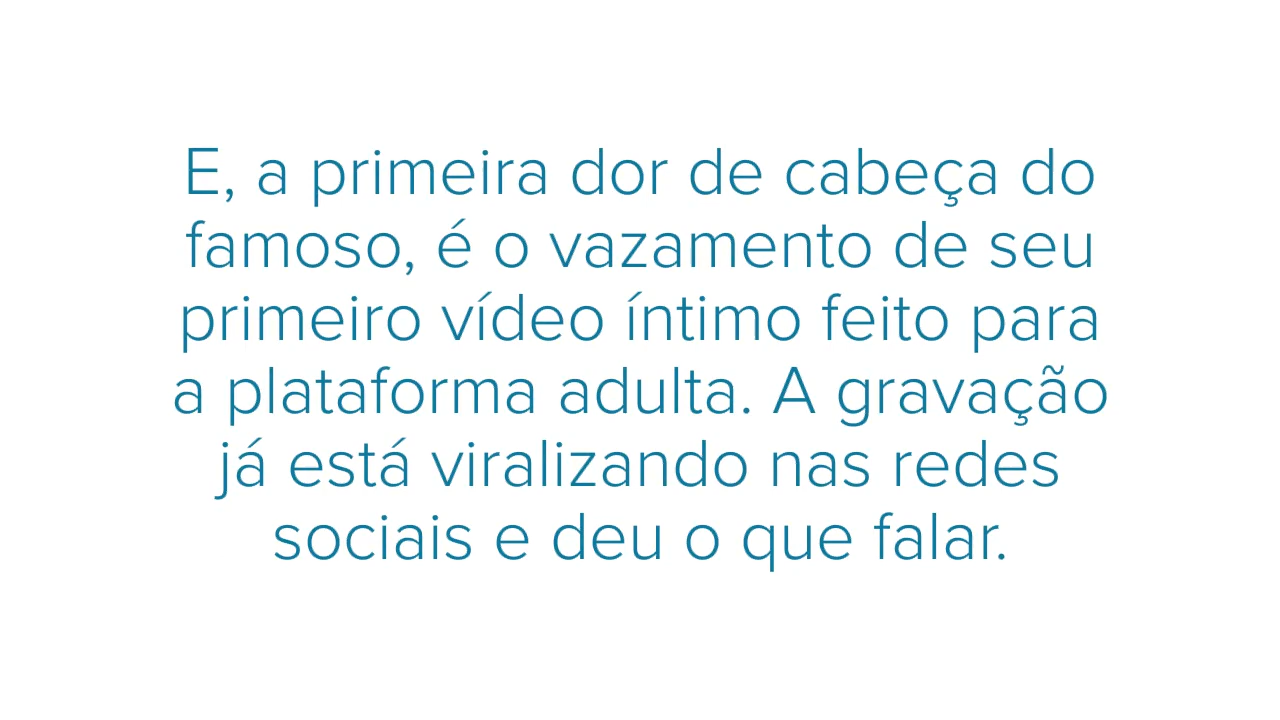 E, a primeira dor de cabeça do
famoso, é o vazamento de seu
primeiro vídeo íntimo feito para
a plataforma adulta. A gravação
já está viralizando nas redes
sociais e deu o que falar.